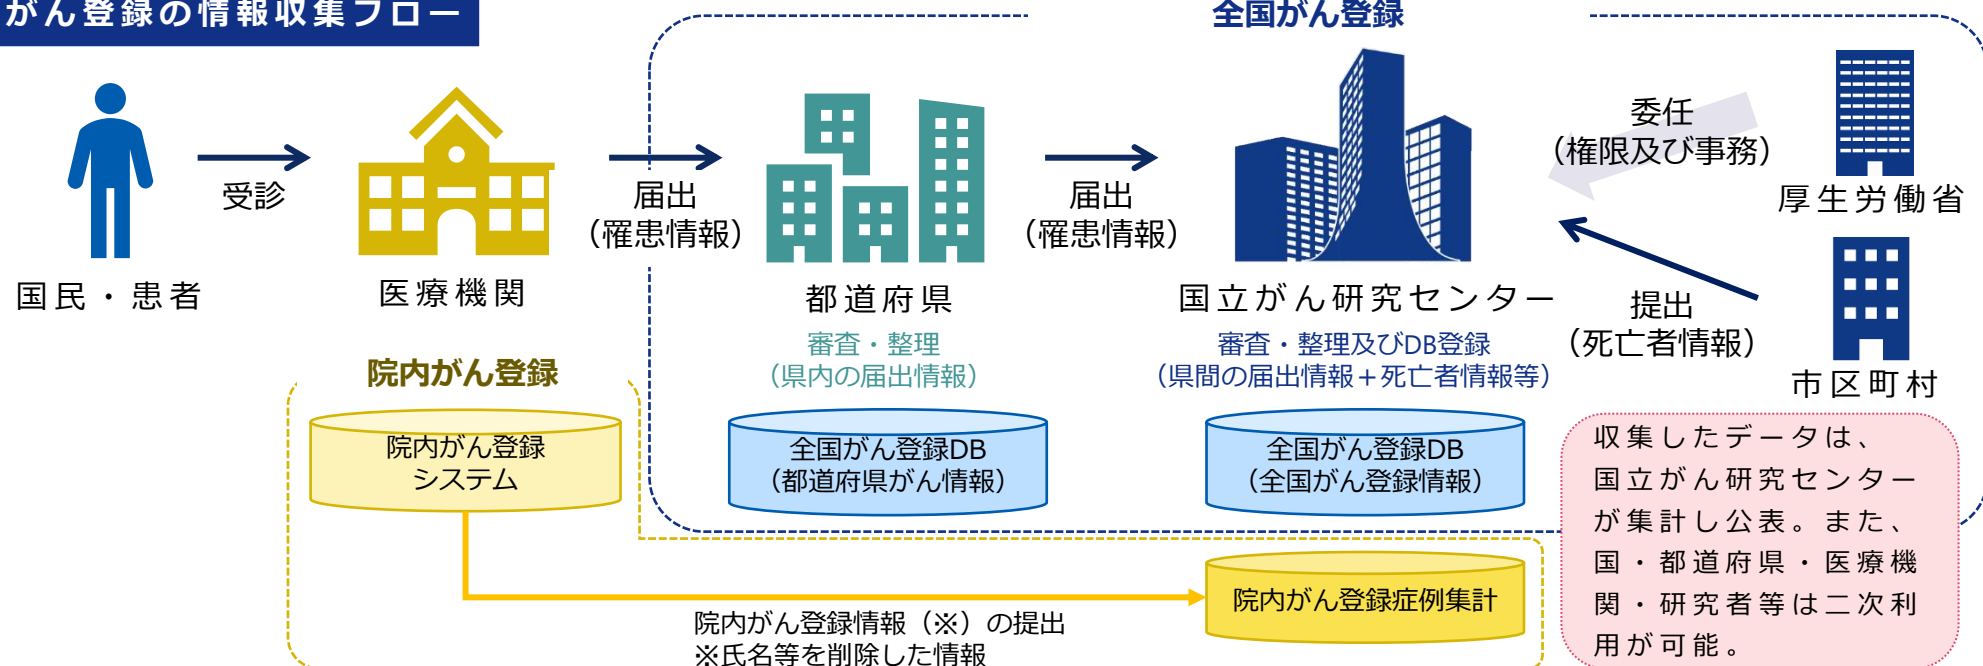 がん登録の情報収集フロー
全国がん登録
国民・患者
受診
医療機関
届出
（罹患情報）
都道府県
審査・整理
（県内の届出情報）
届出
（罹患情報）
国立がん研究センター
審査・整理及びDB登録
（県間の届出情報＋死亡者情報等）
委任
（権限及び事務）
厚生労働省
提出
（死亡者情報）
市区町村
院内がん登録
院内がん登録
システム
全国がん登録DB
（都道府県がん情報）
全国がん登録DB
（全国がん登録情報）
院内がん登録情報（※）の提出
※氏名等を削除した情報
院内がん登録症例集計
収集したデータは、
国立がん研究センター
が集計し公表。また、
国・都道府県・医療機
関・研究者等は二次利
用が可能。